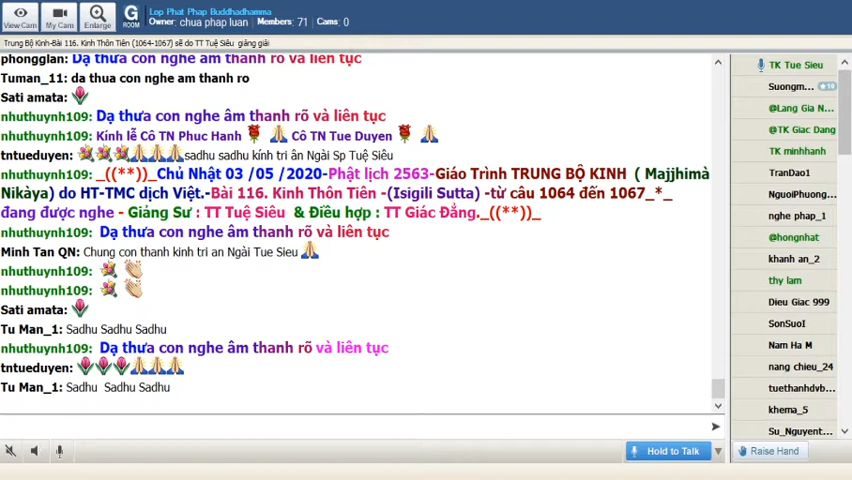 Lop Phat Phap Buddhadhamma
Owner: chua phap luan Members: 71 Cams: 0
View Cam My Cam Enlarge G ROOM
Trung Bộ Kinh-Bài 116. Kinh Thôn Tiên (1064-1067) sẽ do TT Tuệ Siêu giảng giải
phongglan: Dạ thưa con nghe âm thanh rõ và liên tục
Tuman_11: da thua con nghe am thanh ro
Sati amata:
nhuthuynh109: Dạ thưa con nghe âm thanh rõ và liên tục
nhuthuynh109: Kính lễ Cô TN Phuc Hanh Cô TN Tue Duyen
tntueduyen: sadhu sadhu kính tri ân Ngài Sp Tuệ Siêu
nhuthuynh109: _((**))_Chủ Nhật 03 /05 /2020-Phật lịch 2563-Giáo Trình TRUNG BỘ KINH ( Majjhimà
Nikàya) do HT-TMC dịch Việt.-Bài 116. Kinh Thôn Tiên -(Isigili Sutta) -từ câu 1064 đến 1067_*_
đang được nghe - Giảng Sư : TT Tuệ Siêu & Điều hợp : TT Giác Đẳng._((**))_
nhuthuynh109: Dạ thưa con nghe âm thanh rõ và liên tục
Minh Tan QN: Chung con thanh kinh tri an Ngài Tue Sieu
nhuthuynh109:
nhuthuynh109:
Sati amata:
Tu Man_1: Sadhu Sadhu Sadhu
nhuthuynh109: Dạ thưa con nghe âm thanh rõ và liên tục
tntueduyen:
Tu Man_1: Sadhu Sadhu Sadhu
Hold to Talk
TK Tue Sieu
Suongm... 10
@Lang Gia N...
@TK Giac Dang
TK minhhanh
TranDao1
NguoiPhuong...
nghe phap_1
@hongnhat
khanh an_2
thy lam
Dieu Giac 999
SonSuoI
Nam Ha M
nang chieu_24
tuethanhdvb...
khema_5
Su_Nguyent...
Raise Hand